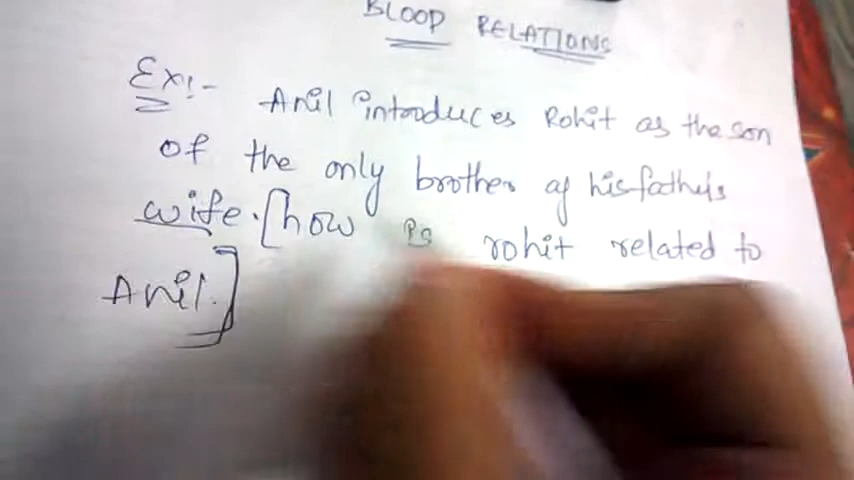 BLOOD RELATIONS
Ex:- Anil introduces Rohit as the son
of the only brother of his father's
wife. [how is rohit related to
Anil.]